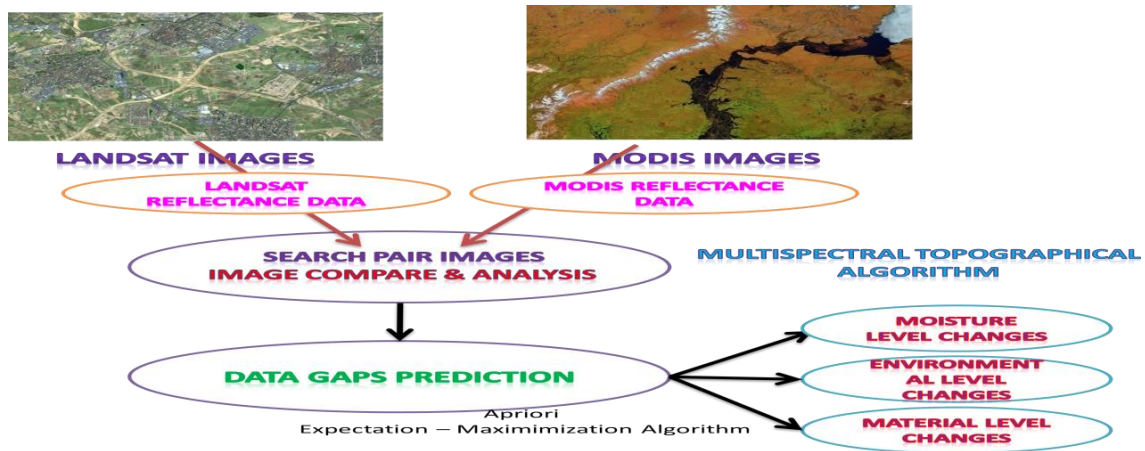 LANDSAT IMAGES
MODIS IMAGES
LANDSAT
REFLECTANCE DATA
MODIS REFLECTANCE
DATA
SEARCH PAIR IMAGES
IMAGE COMPARE & ANALYSIS
MULTISPECTRAL TOPOGRAPHICAL
ALGORITHM
MOISTURE
LEVEL CHANGES
DATA GAPS PREDICTION
ENVIRONMENT
AL LEVEL
CHANGES
Apriori
Expectation – Maximimization Algorithm
MATERIAL LEVEL
CHANGES